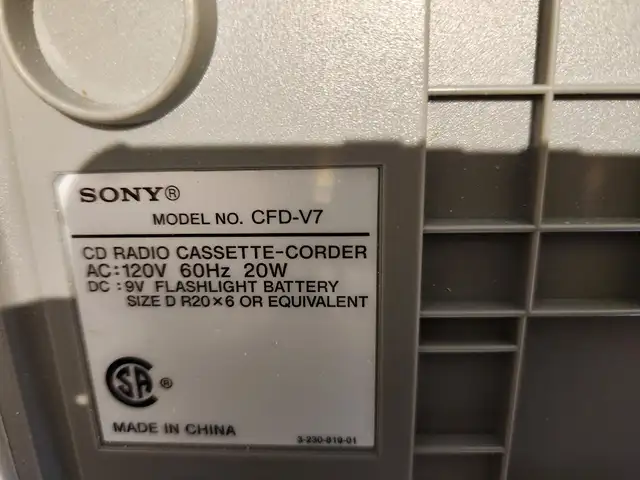 SONY®
MODEL NO. CFD-V7
CD RADIO CASSETTE-CORDER
AC:120V 60Hz 20W
DC :9V FLASHLIGHT BATTERY
SIZE D R20×6 OR EQUIVALENT
SA ®
MADE IN CHINA
3-230-819-01